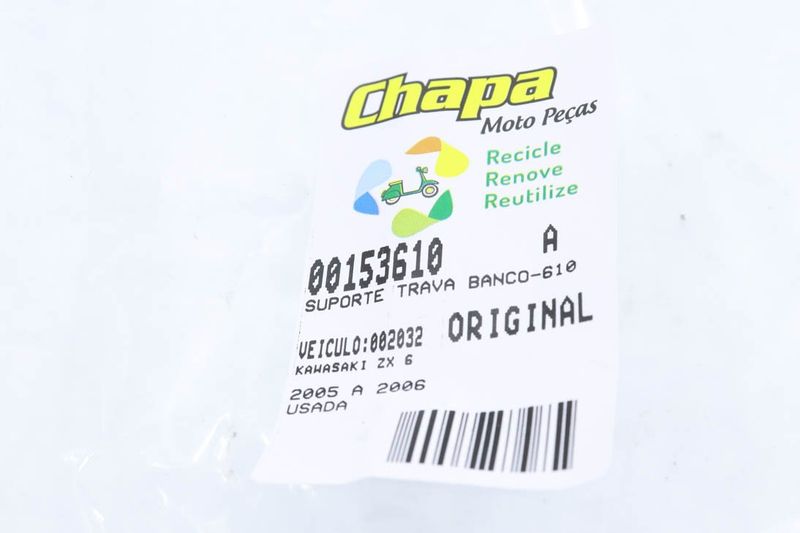 Chapa
Moto Peças
Recicle
Renove
Reutilize
00153610 A
SUPORTE TRAVA BANCO-610
VEICULO:002032 ORIGINAL
KAWASAKI ZX 6
2005 A 2006
USADA